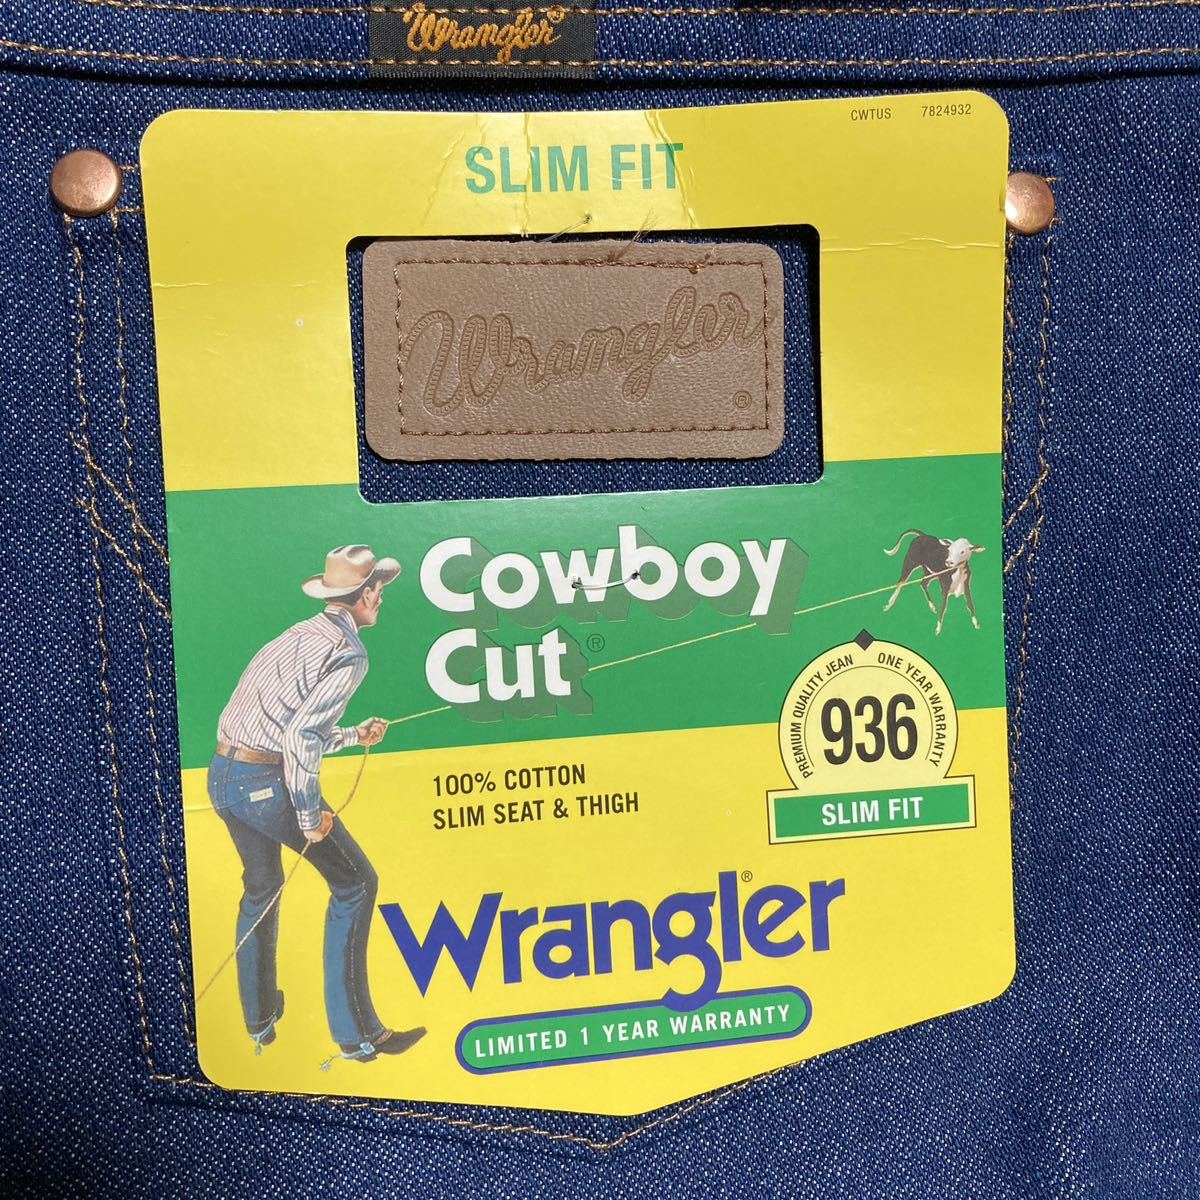 Wrangler®
CWTUS 7824932
SLIM FIT
Wrangler
®
Cowboy
Cut®
PREMIUM QUALITY JEAN ONE YEAR WARRANTY
936
SLIM FIT
100% COTTON
SLIM SEAT & THIGH
Wrangler®
LIMITED 1 YEAR WARRANTY